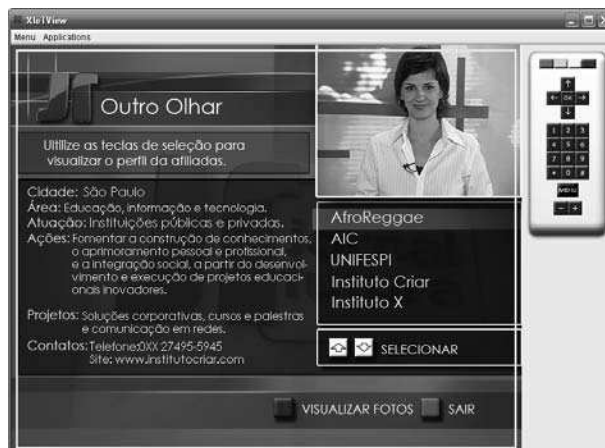 XleTView
Menu Applications
Outro Olhar
Uitilize as teclas de seleção para
visualizar o perfil da afiliadas.
Cidade: São Paulo
Área: Educação, informação e tecnologia.
Atuação: Instituições públicas e privadas.
Ações: Fomentar a construção de conhecimentos,
o aprimoramento pessoal e profissional,
e a integração social, a partir do desenvol-
vimento e execução de projetos educaci-
onais inovadores.
Projetos: Soluções corporativas, cursos e palestras
e comunicação em redes.
Contatos: Telefone:0XX 27495-5945
Site: www.institutocriar.com
AfroReggae
AIC
UNIFESPI
Instituto Criar
Instituto X
SELECIONAR
VISUALIZAR FOTOS
SAIR
OK
1 2 3
4 5 6
7 8 9
* 0 #
MENU
- +